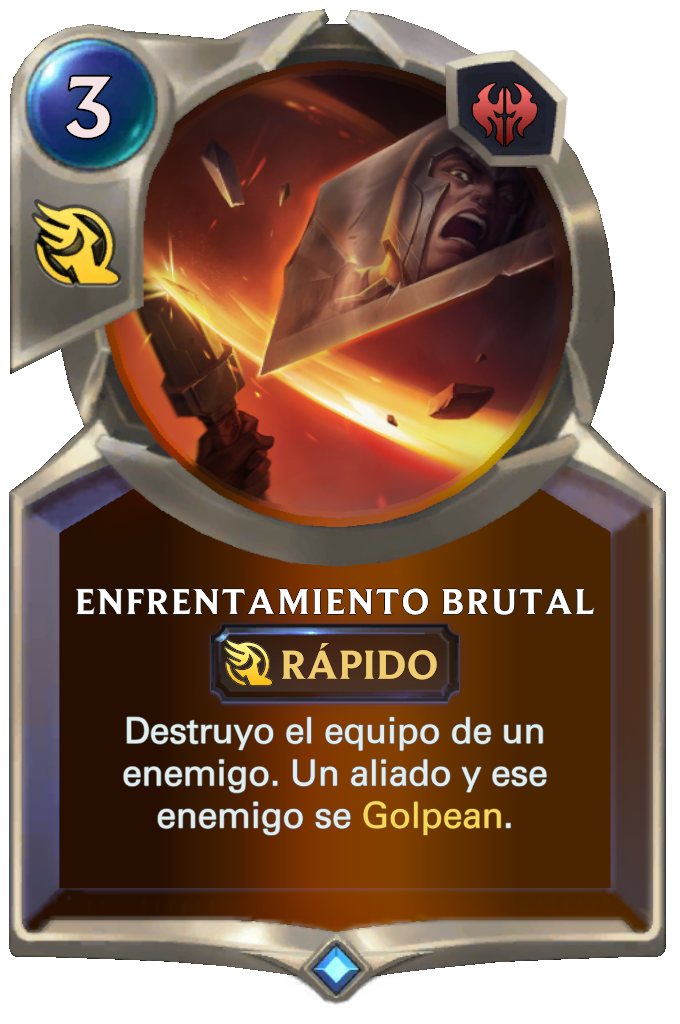 3
ENFRENTAMIENTO BRUTAL
RÁPIDO
Destruyo el equipo de un
enemigo. Un aliado y ese
enemigo se Golpean.